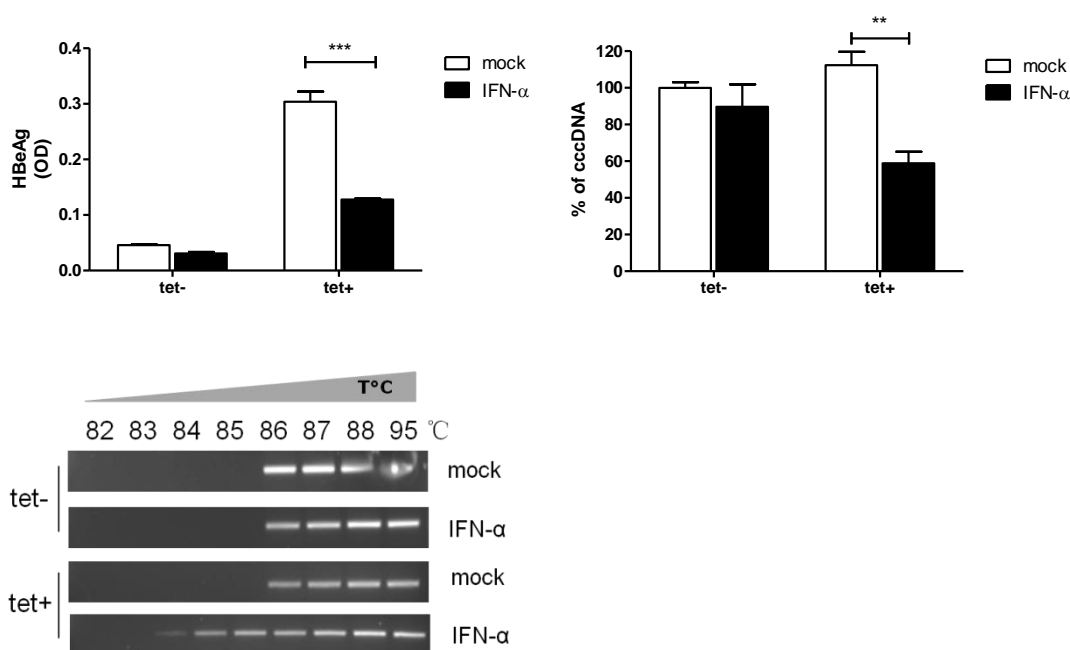 ***
0.4
0.3
0.2
0.1
0.0
HBeAg
(OD)
tet-
tet+
mock
IFN-α
**
120
100
80
60
40
20
0
% of cccDNA
tet-
tet+
mock
IFN-α
T°C
82 83 84 85 86 87 88 95 ℃
tet-
mock
IFN-α
tet+
mock
IFN-α